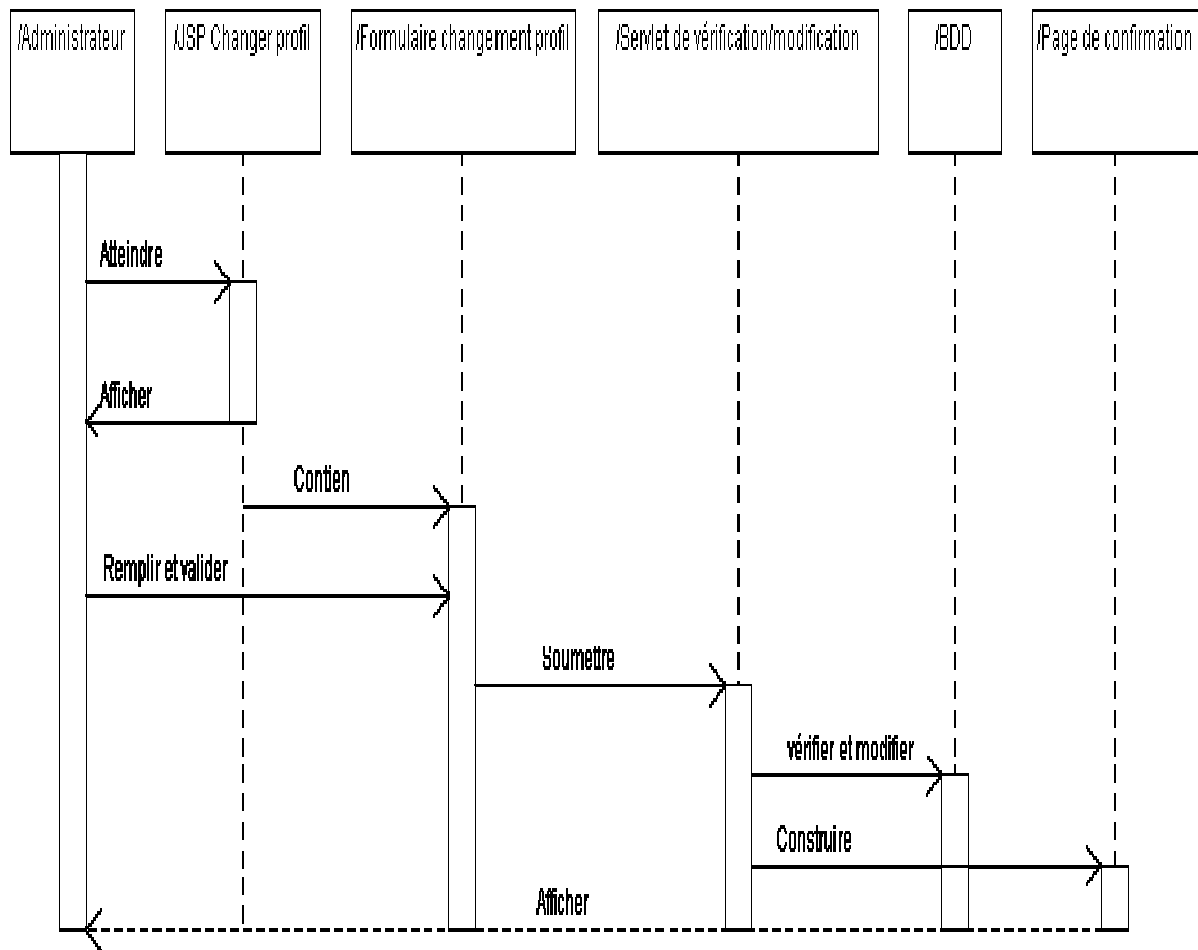 /Administrateur
/JSP Changer profil
/Formulaire changement profil
/Servlet de vérification/modification
/BDD
/Page de confirmation
Atteindre
Afficher
Contien
Remplir et valider
Soumettre
vérifier et modifier
Construire
Afficher